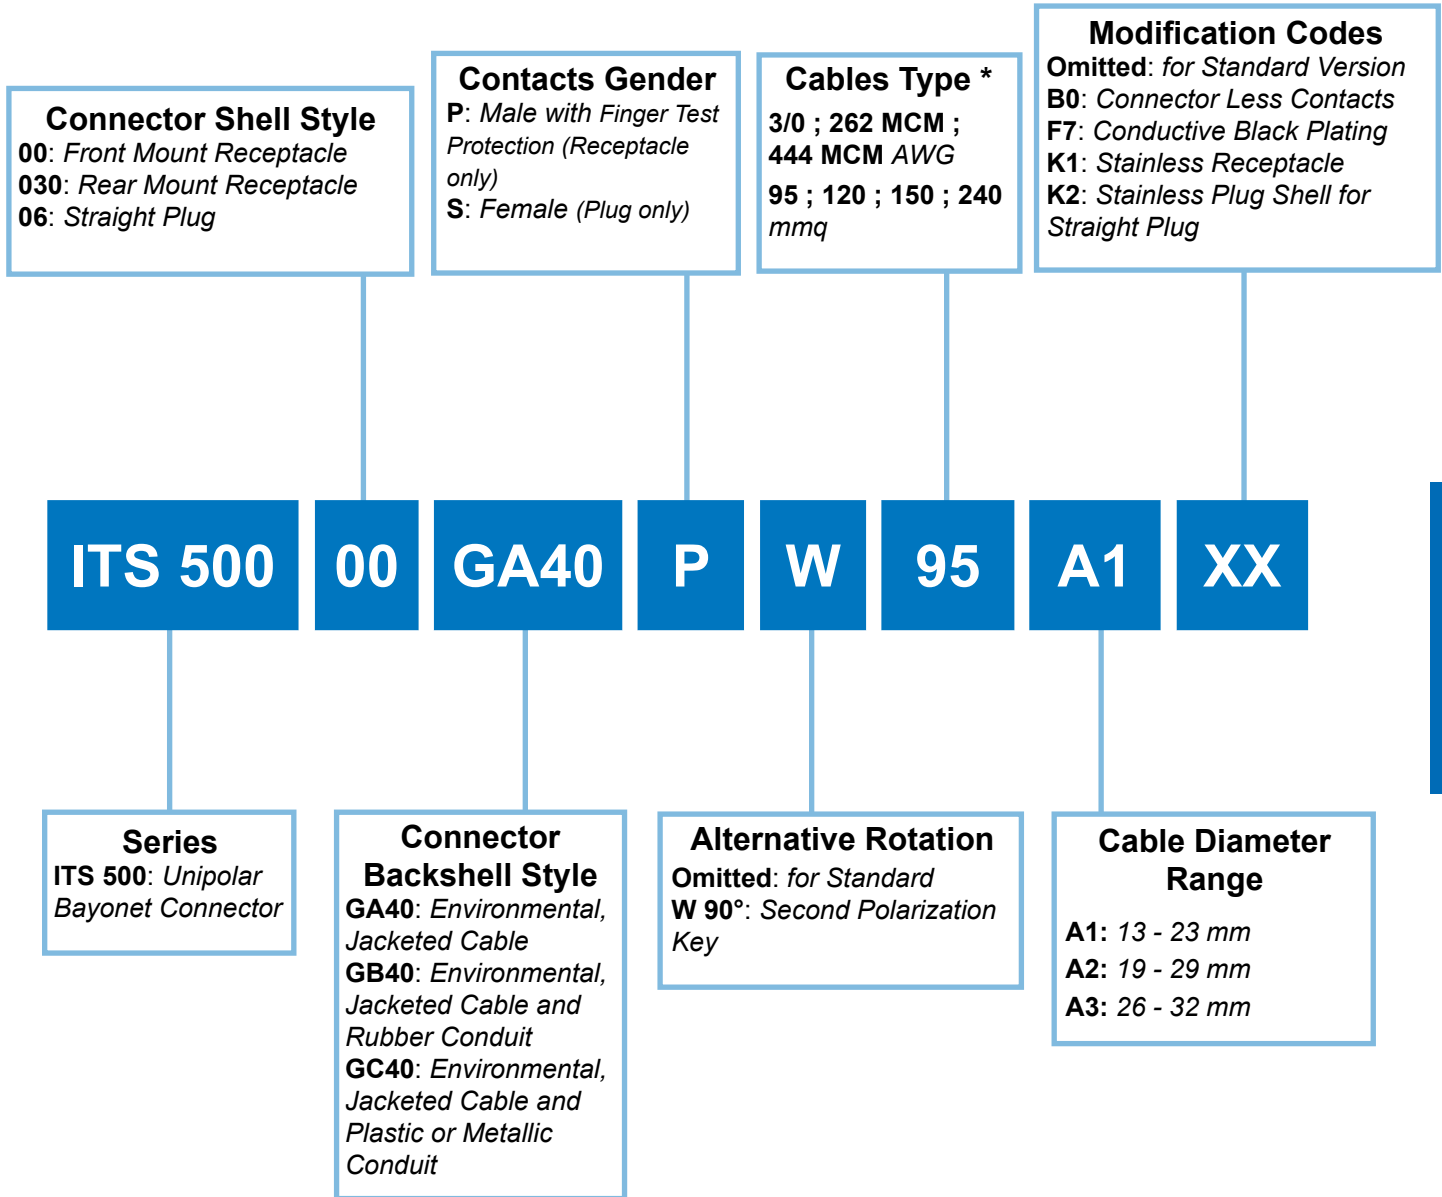 Connector Shell Style
00: Front Mount Receptacle
030: Rear Mount Receptacle
06: Straight Plug
Contacts Gender
P: Male with Finger Test
Protection (Receptacle
only)
S: Female (Plug only)
Cables Type *
3/0 ; 262 MCM ;
444 MCM AWG
95 ; 120 ; 150 ; 240
mmq
Modification Codes
Omitted: for Standard Version
B0: Connector Less Contacts
F7: Conductive Black Plating
K1: Stainless Receptacle
K2: Stainless Plug Shell for
Straight Plug
ITS 500 00 GA40 P W 95 A1 XX
Series
ITS 500: Unipolar
Bayonet Connector
Connector
Backshell Style
GA40: Environmental,
Jacketed Cable
GB40: Environmental,
Jacketed Cable and
Rubber Conduit
GC40: Environmental,
Jacketed Cable and
Plastic or Metallic
Conduit
Alternative Rotation
Omitted: for Standard
W 90°: Second Polarization
Key
Cable Diameter
Range
A1: 13 - 23 mm
A2: 19 - 29 mm
A3: 26 - 32 mm